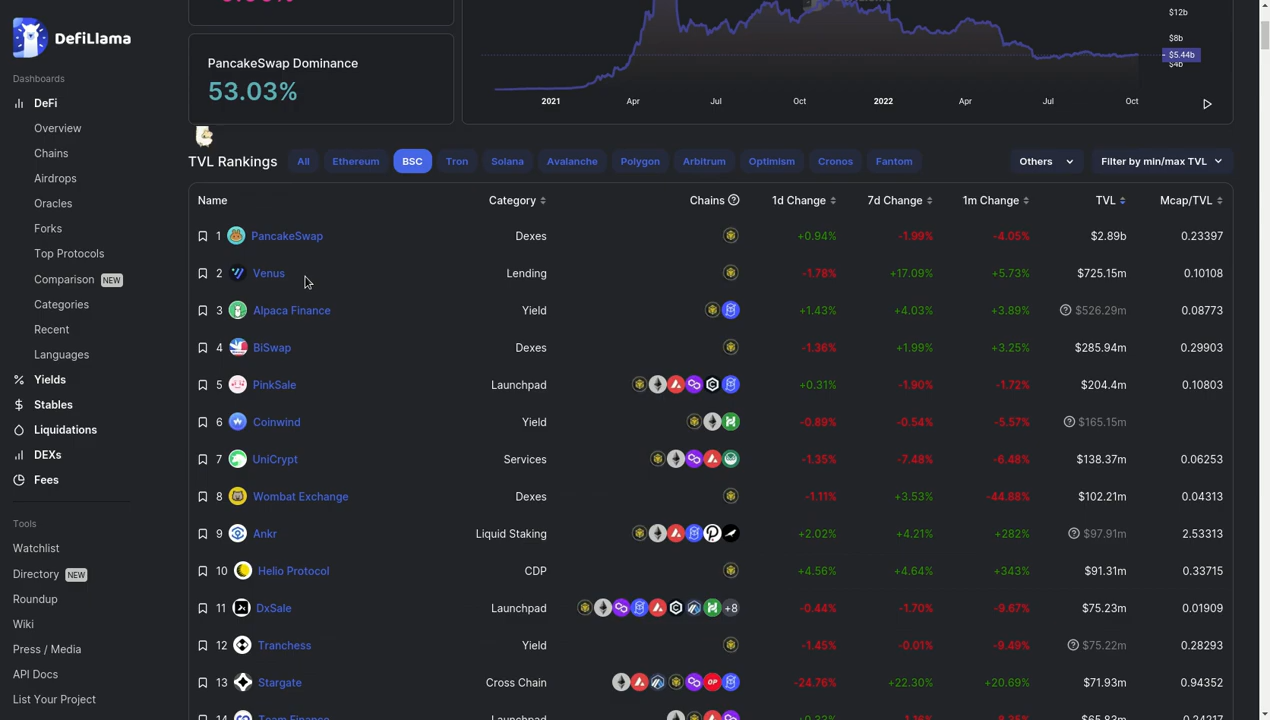 DefiLlama
Dashboards
DeFi
Overview
Chains
Airdrops
Oracles
Forks
Top Protocols
Comparison NEW
Categories
Recent
Languages
Yields
Stables
Liquidations
DEXs
Fees
Tools
Watchlist
Directory NEW
Roundup
Wiki
Press / Media
API Docs
List Your Project
PancakeSwap Dominance
53.03%
$12b
$8b
$5.44b
$4b
2021 Apr Jul Oct 2022 Apr Jul Oct
TVL Rankings All Ethereum BSC Tron Solana Avalanche Polygon Arbitrum Optimism Cronos Fantom Others Filter by min/max TVL
Name Category Chains 1d Change 7d Change 1m Change TVL Mcap/TVL
1 PancakeSwap Dexes +0.94% -1.99% -4.05% $2.89b 0.23397
2 Venus Lending -1.78% +17.09% +5.73% $725.15m 0.10108
3 Alpaca Finance Yield +1.43% +4.03% +3.89% $526.29m 0.08773
4 BiSwap Dexes -1.36% +1.99% +3.25% $285.94m 0.29903
5 PinkSale Launchpad +0.31% -1.90% -1.72% $204.4m 0.10803
6 Coinwind Yield -0.89% -0.54% -5.57% $165.15m
7 UniCrypt Services -1.35% -7.48% -6.48% $138.37m 0.06253
8 Wombat Exchange Dexes -1.11% +3.53% -44.88% $102.21m 0.04313
9 Ankr Liquid Staking +2.02% +4.21% +282% $97.91m 2.53313
10 Helio Protocol CDP +4.56% +4.64% +343% $91.31m 0.33715
11 DxSale Launchpad +8 -0.44% -1.70% -9.67% $75.23m 0.01909
12 Tranchess Yield -1.45% -0.01% -9.49% $75.22m 0.28293
13 Stargate Cross Chain OP -24.76% +22.30% +20.69% $71.93m 0.94352
14 Team Finance Launchpad